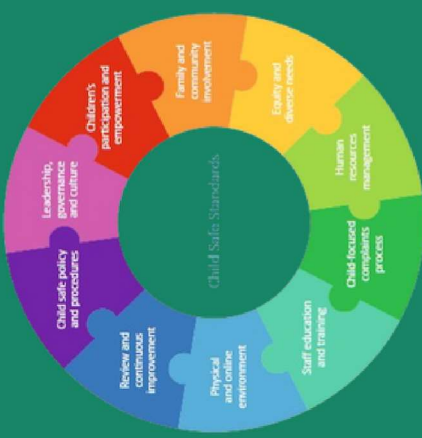 Child Safe Standards
Leadership,
governance
and culture
Children's
participation and
empowerment
Family and
community
involvement
Equity and
diverse needs
Human
resources
management
Child-focused
complaints
process
Staff education
and training
Physical
and online
environment
Review and
continuous
improvement
Child safe policy
and procedures